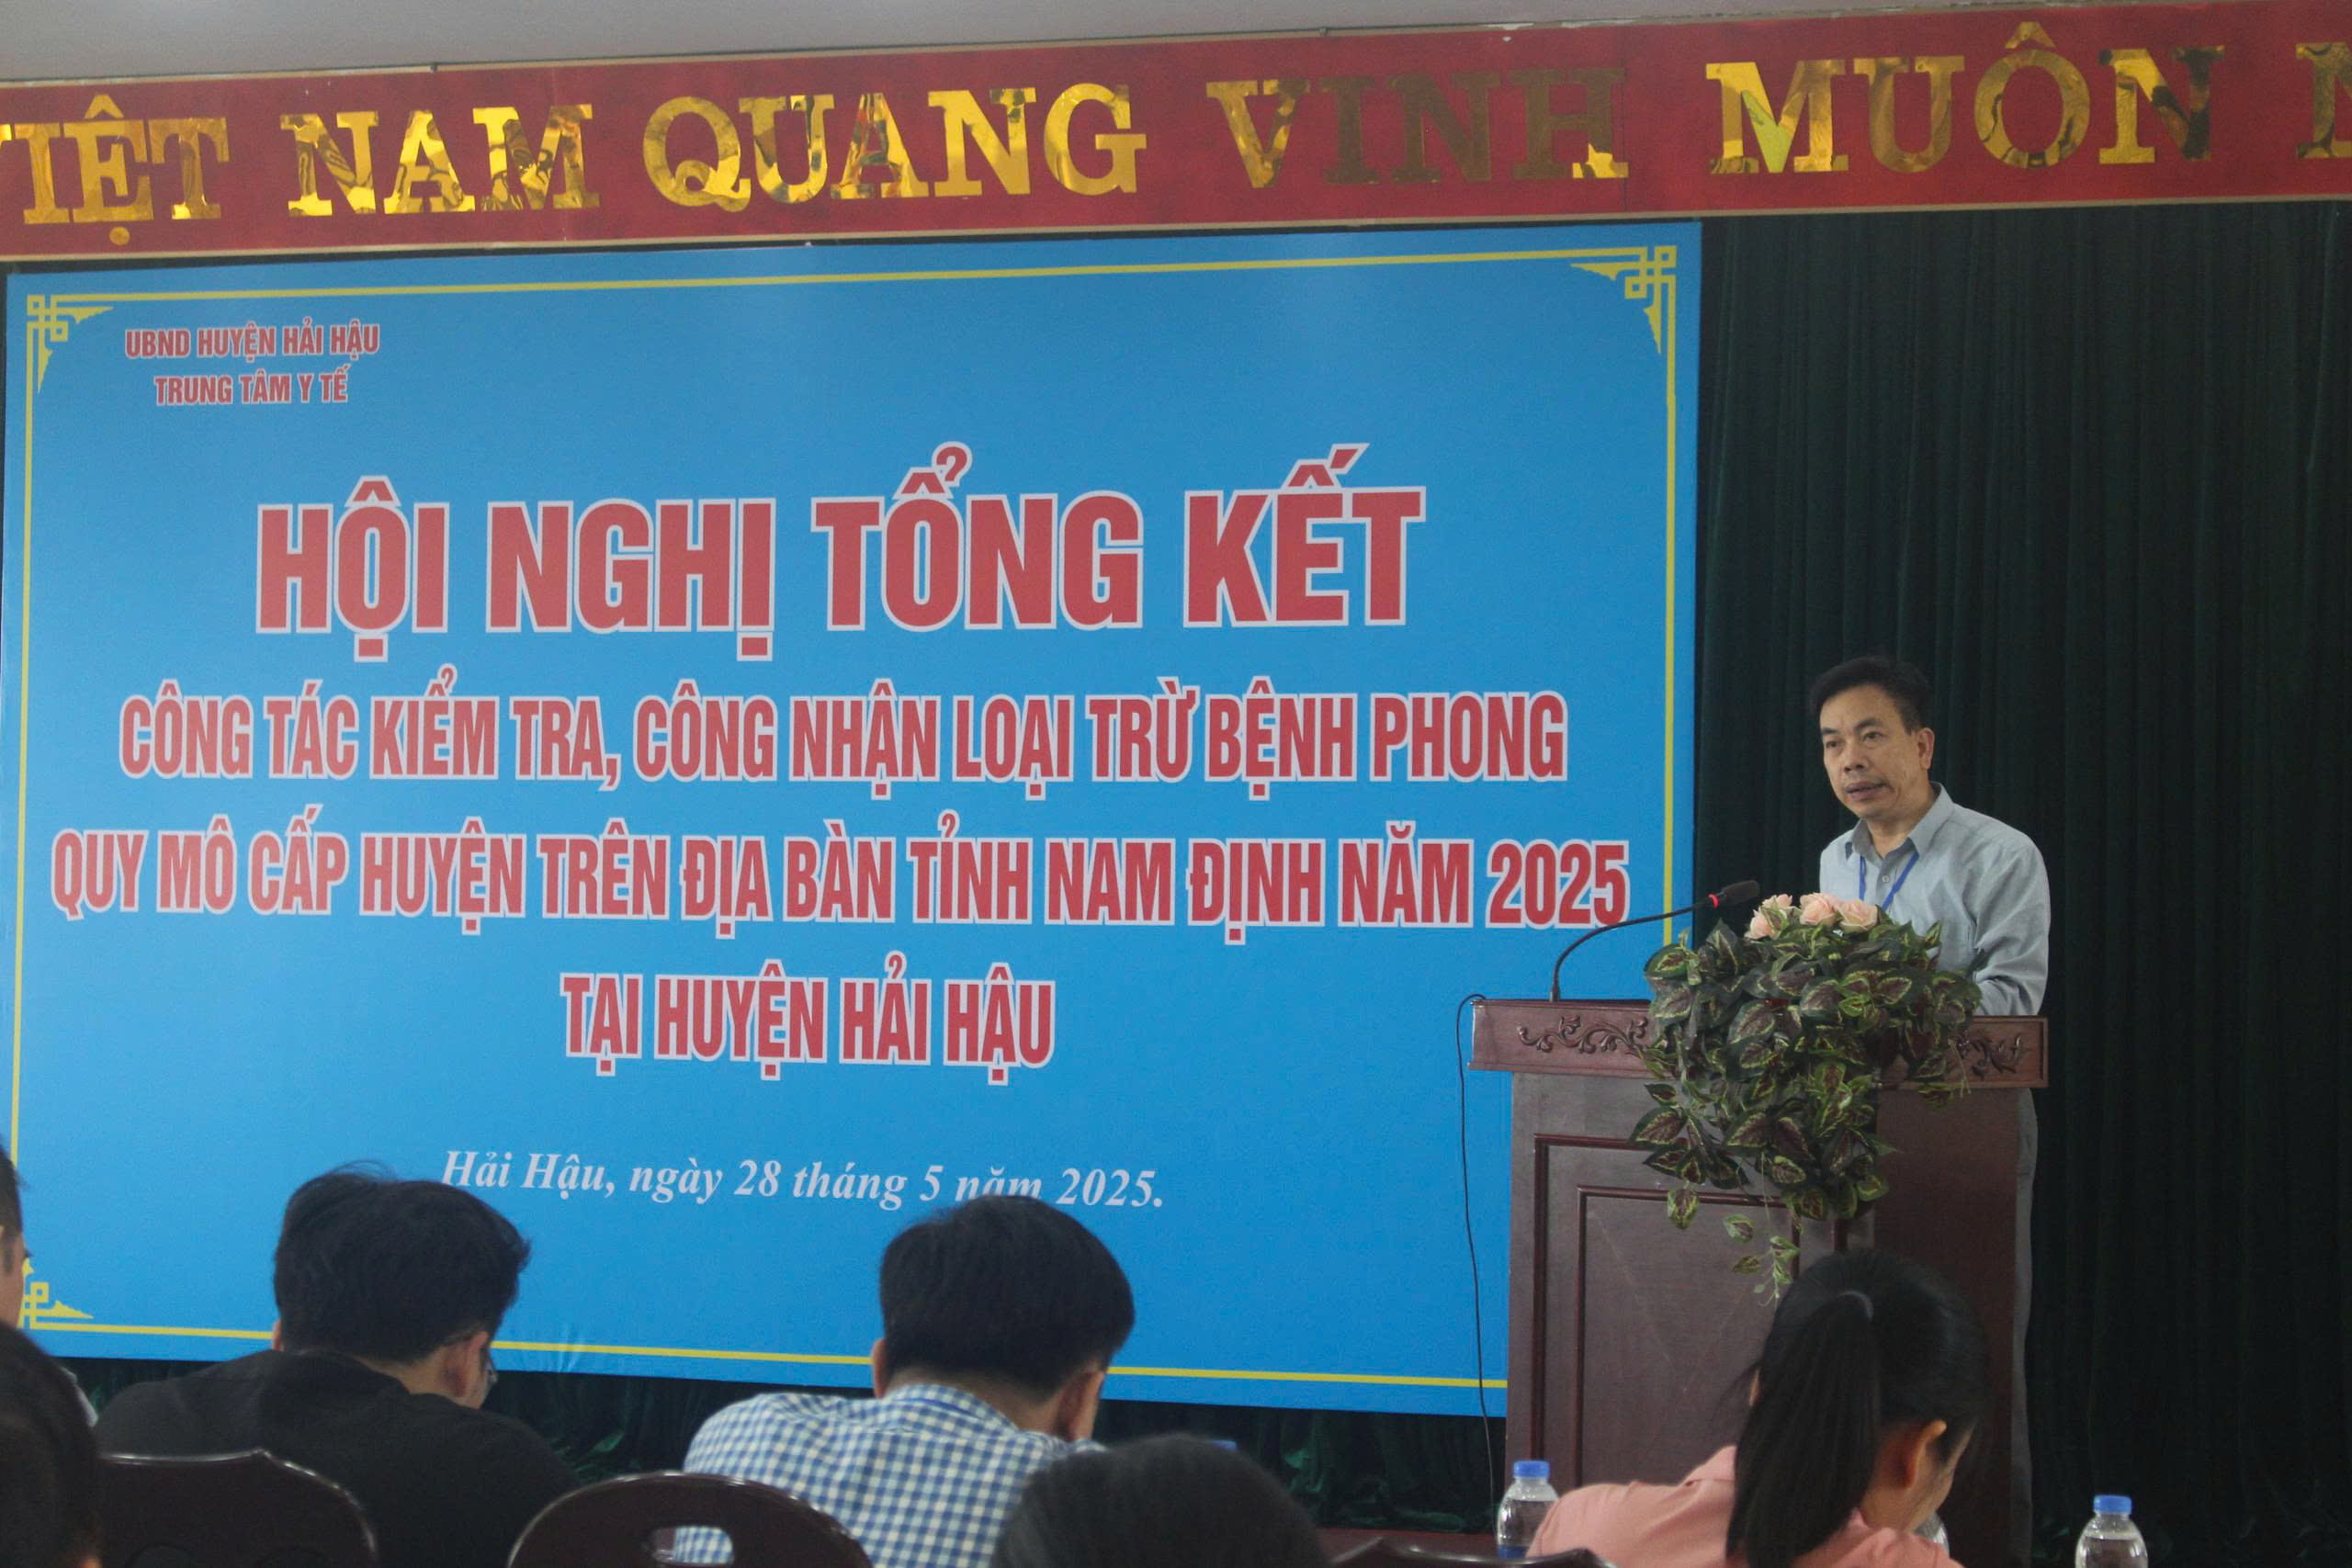 VIỆT NAM QUANG VINH MUÔN
UBND HUYỆN HẢI HẬU
TRUNG TÂM Y TẾ
HỘI NGHỊ TỔNG KẾT
CÔNG TÁC KIỂM TRA, CÔNG NHẬN LOẠI TRỪ BỆNH PHONG
QUY MÔ CẤP HUYỆN TRÊN ĐỊA BÀN TỈNH NAM ĐỊNH NĂM 2025
TẠI HUYỆN HẢI HẬU
Hải Hậu, ngày 28 tháng 5 năm 2025.